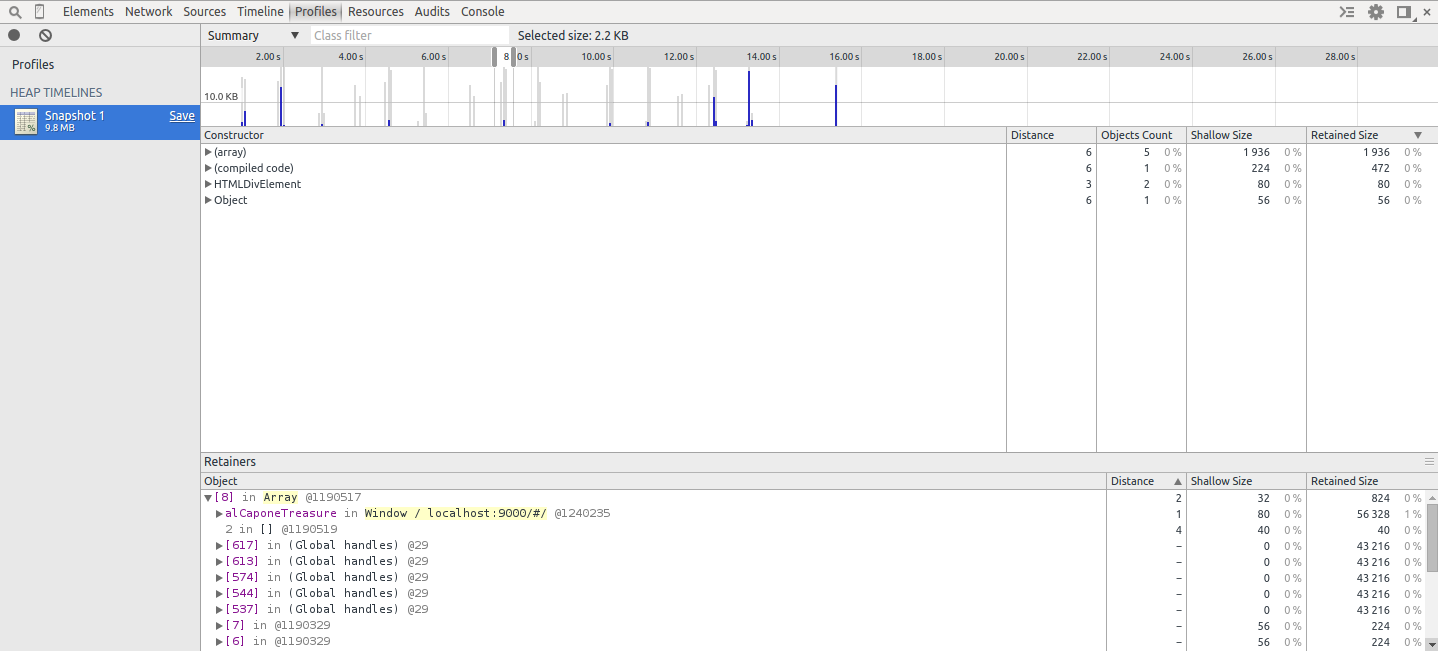 Elements Network Sources Timeline Profiles Resources Audits Console
Summary ▼ Class filter Selected size: 2.2 KB
Profiles
HEAP TIMELINES
Snapshot 1 Save
9.8 MB
2.00 s 4.00 s 6.00 s 8 0 s 10.00 s 12.00 s 14.00 s 16.00 s 18.00 s 20.00 s 22.00 s 24.00 s 26.00 s 28.00 s
10.0 KB
Constructor Distance Objects Count Shallow Size Retained Size ▼
(array) 6 5 0 % 1 936 0 % 1 936 0 %
(compiled code) 6 1 0 % 224 0 % 472 0 %
HTMLDivElement 3 2 0 % 80 0 % 80 0 %
Object 6 1 0 % 56 0 % 56 0 %
Retainers
Object Distance ▲ Shallow Size Retained Size
[8] in Array @1190517 2 32 0 % 824 0 %
alCaponeTreasure in Window / localhost:9000/#/ @1240235 1 80 0 % 56 328 1 %
2 in [] @1190519 4 40 0 % 40 0 %
[617] in (Global handles) @29 – 0 0 % 43 216 0 %
[613] in (Global handles) @29 – 0 0 % 43 216 0 %
[574] in (Global handles) @29 – 0 0 % 43 216 0 %
[544] in (Global handles) @29 – 0 0 % 43 216 0 %
[537] in (Global handles) @29 – 0 0 % 43 216 0 %
[7] in @1190329 – 56 0 % 224 0 %
[6] in @1190329 – 56 0 % 224 0 %